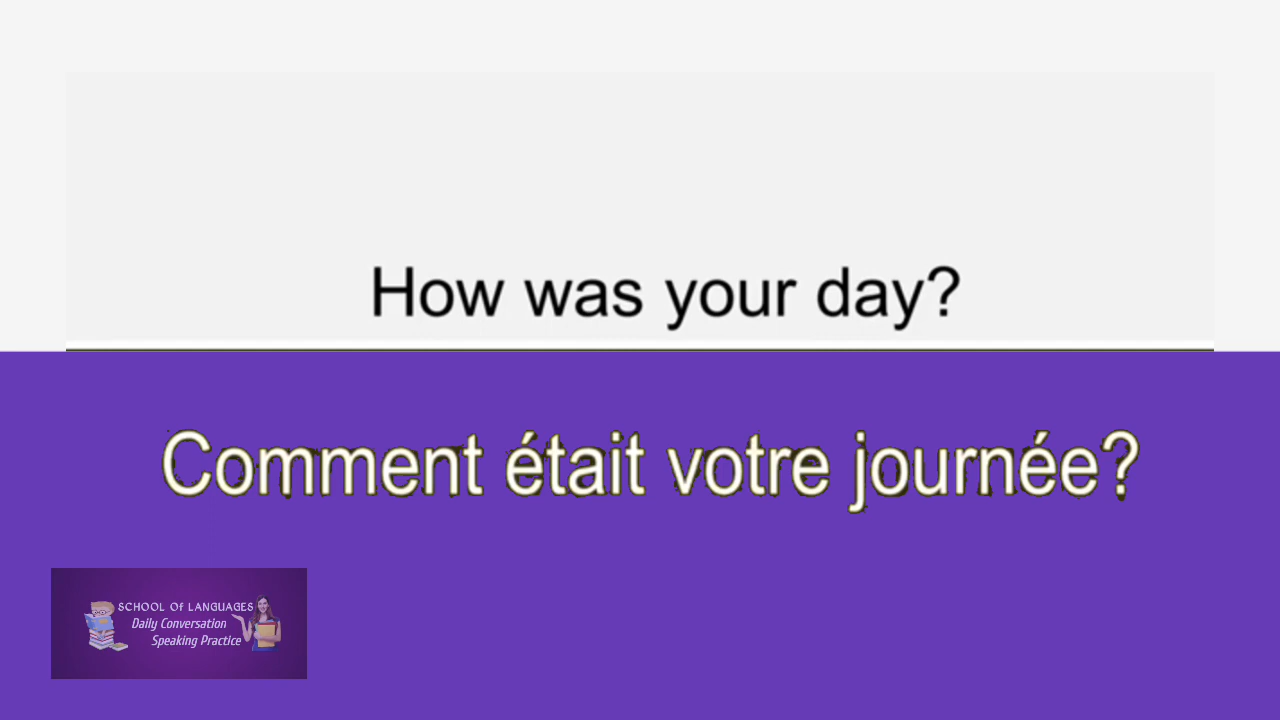 How was your day?
Comment était votre journée?
SCHOOL Of LANGUAGES
Daily Conversation
Speaking Practice